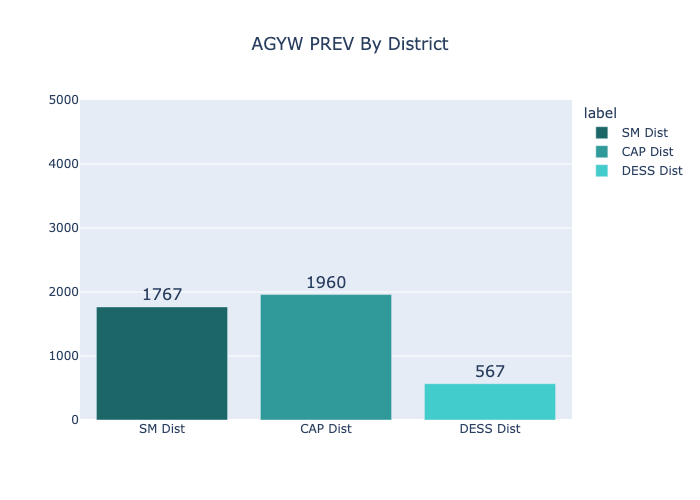 AGYW PREV By District
5000
4000
3000
2000
1000
0
1767
1960
567
SM Dist
CAP Dist
DESS Dist
label
SM Dist
CAP Dist
DESS Dist